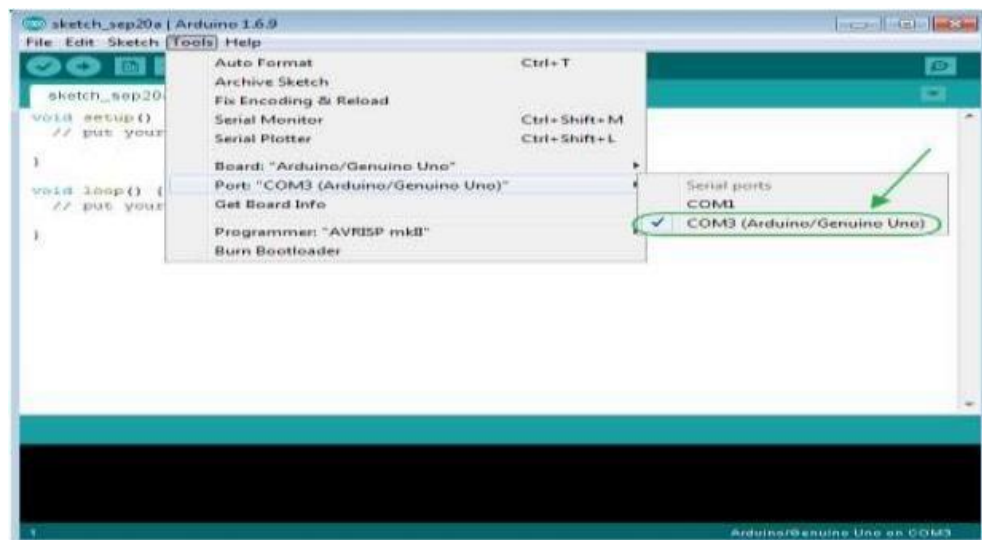 sketch_sep20a | Arduino 1.6.9
File Edit Sketch Tools Help
sketch_sep20
void setup()
// put your
}
void loop() {
// put your
}
Auto Format Ctrl+T
Archive Sketch
Fix Encoding & Reload
Serial Monitor Ctrl+Shift+M
Serial Plotter Ctrl+Shift+L
Board: "Arduino/Genuino Uno"
Port: "COM3 (Arduino/Genuino Uno)"
Get Board Info
Programmer: "AVRISP mkII"
Burn Bootloader
Serial ports
COM1
COM3 (Arduino/Genuino Uno)
1
Arduino/Genuino Uno on COM3